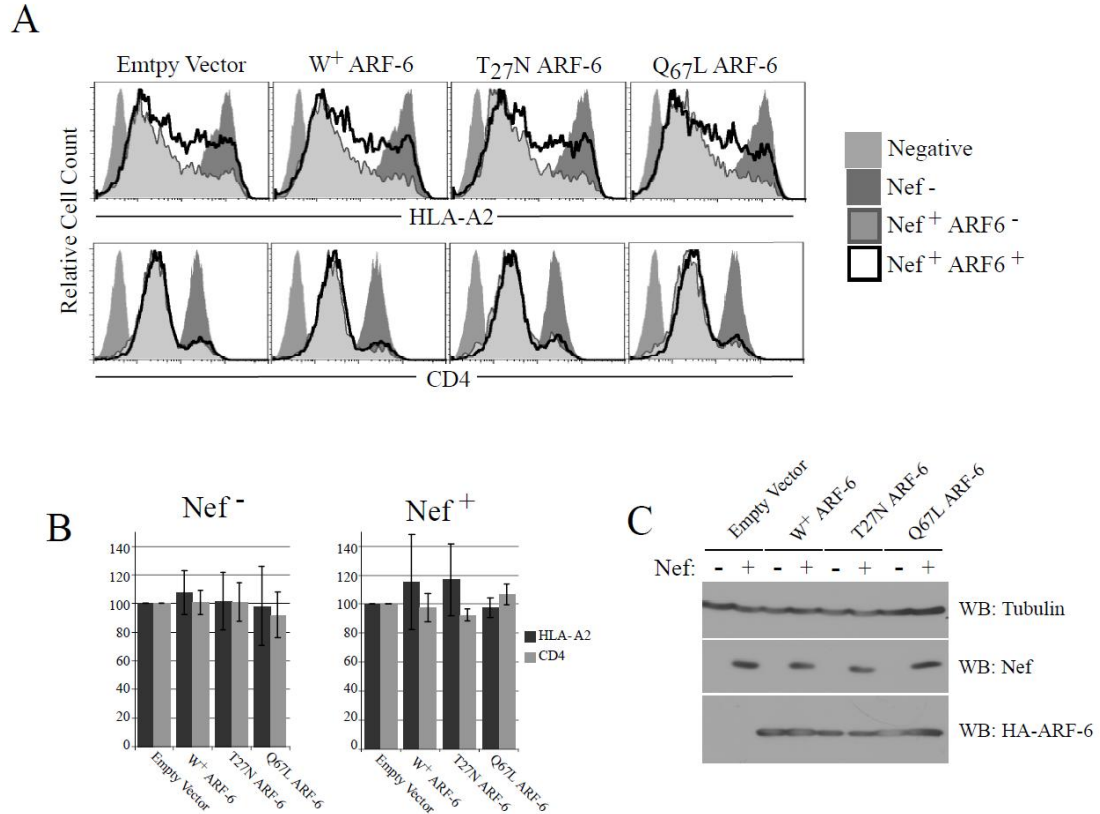 A
Emtpy Vector W+ ARF-6 T27N ARF-6 Q67L ARF-6
Relative Cell Count
HLA-A2
CD4
Negative
Nef -
Nef + ARF6 -
Nef + ARF6 +
B
Nef -
140
120
100
80
60
40
20
0
Empty Vector
W+ ARF-6
T27N ARF-6
Q67L ARF-6
Nef +
140
120
100
80
60
40
20
0
Empty Vector
W+ ARF-6
T27N ARF-6
Q67L ARF-6
HLA-A2
CD4
C
Empty Vector
W+ ARF-6
T27N ARF-6
Q67L ARF-6
Nef: - + - + - + - +
WB: Tubulin
WB: Nef
WB: HA-ARF-6